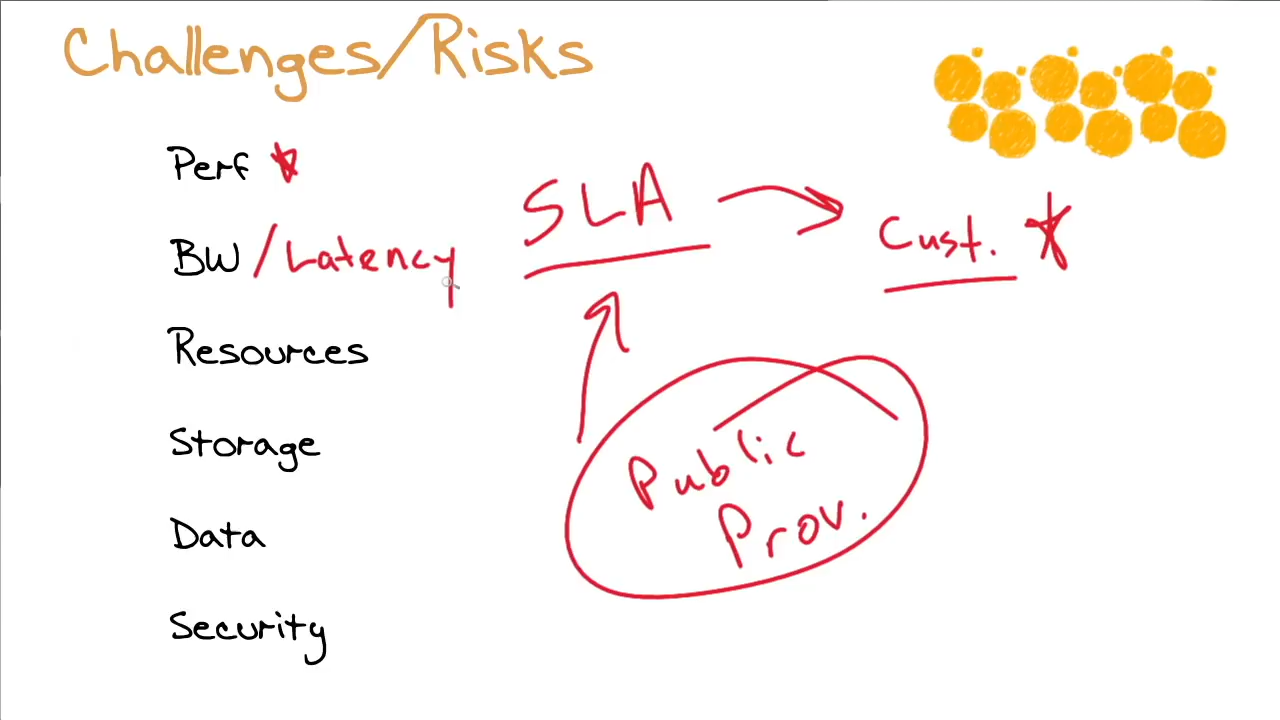 Challenges/Risks
Perf
BW/Latency
Resources
Storage
Data
Security
SLA
Cust.
Public
Prov.